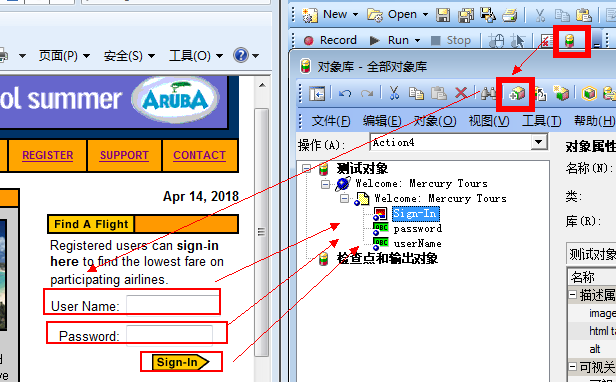 页面(P) 安全(S) 工具(O)
ol summer ARUBA
REGISTER SUPPORT CONTACT
Apr 14, 2018
Find A Flight
Registered users can sign-in
here to find the lowest fare on
participating airlines.
User Name:
Password:
Sign-In
New Open
Record Run Stop
对象库 - 全部对象库
文件(F) 编辑(E) 对象(O) 视图(V) 工具(T) 帮助(H)
操作(A): Action4
测试对象
Welcome: Mercury Tours
Welcome: Mercury Tours
Sign-In
password
userName
检查点和输出对象
对象属性
名称(N):
类:
库(R):
测试对象
名称
描述属
image
html ta
alt
可视关